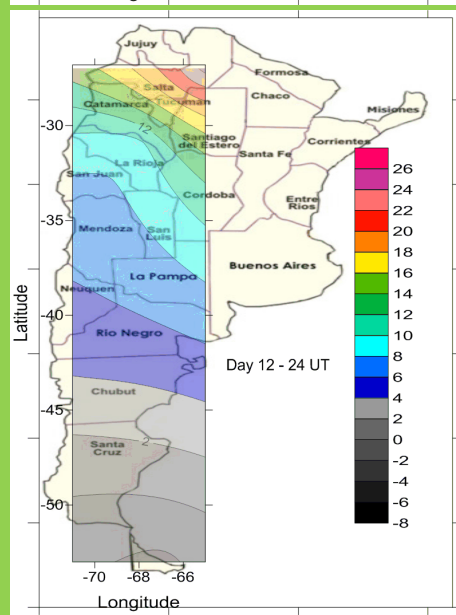 Jujuy
Formosa
Salta
Chaco
Catamarca
Tucuman
Misiones
12
-30
Santiago
del Estero
Corrientes
Santa Fe
La Rioja
San Juan
26
24
22
20
18
16
14
12
10
8
6
4
2
0
-2
-4
-6
-8
Cordoba
Entre
Rios
-35
Mendoza
San
Luis
Buenos Aires
La Pampa
Neuquen
Latitude
-40
Rio Negro
Day 12 - 24 UT
Chubut
-45
2
Santa
Cruz
-50
-70 -68 -66
Longitude